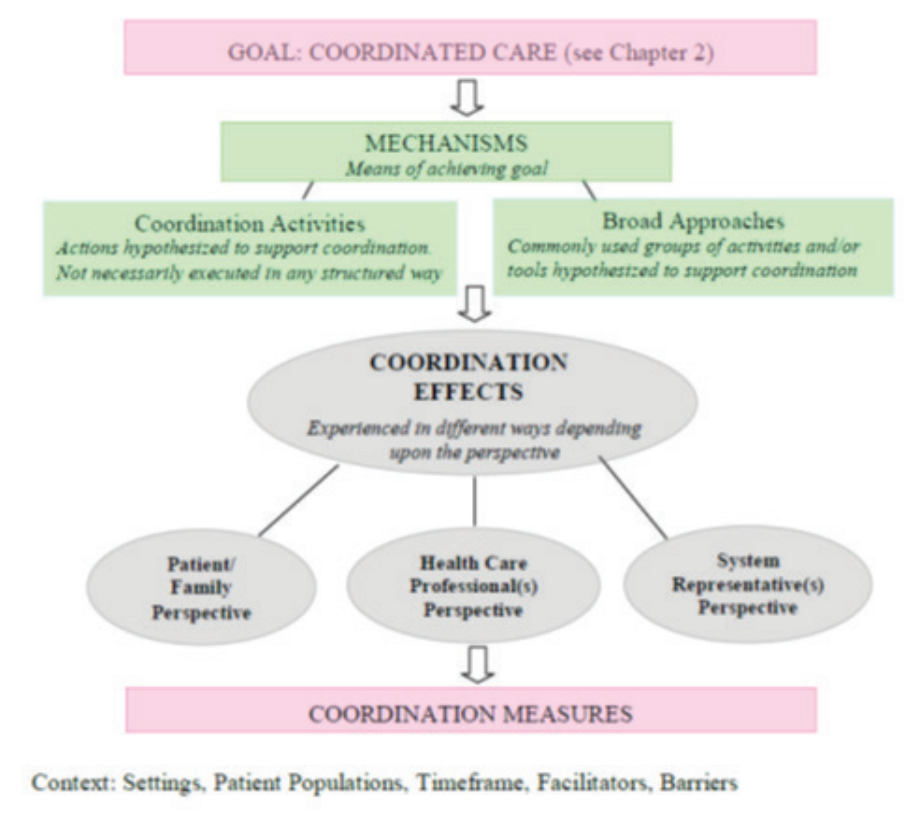 GOAL: COORDINATED CARE (see Chapter 2)
MECHANISMS
Means of achieving goal
Coordination Activities
Actions hypothesized to support coordination.
Not necessarily executed in any structured way
Broad Approaches
Commonly used groups of activities and/or
tools hypothesized to support coordination
COORDINATION
EFFECTS
Experienced in different ways depending
upon the perspective
Patient/
Family
Perspective
Health Care
Professional(s)
Perspective
System
Representative(s)
Perspective
COORDINATION MEASURES
Context: Settings, Patient Populations, Timeframe, Facilitators, Barriers